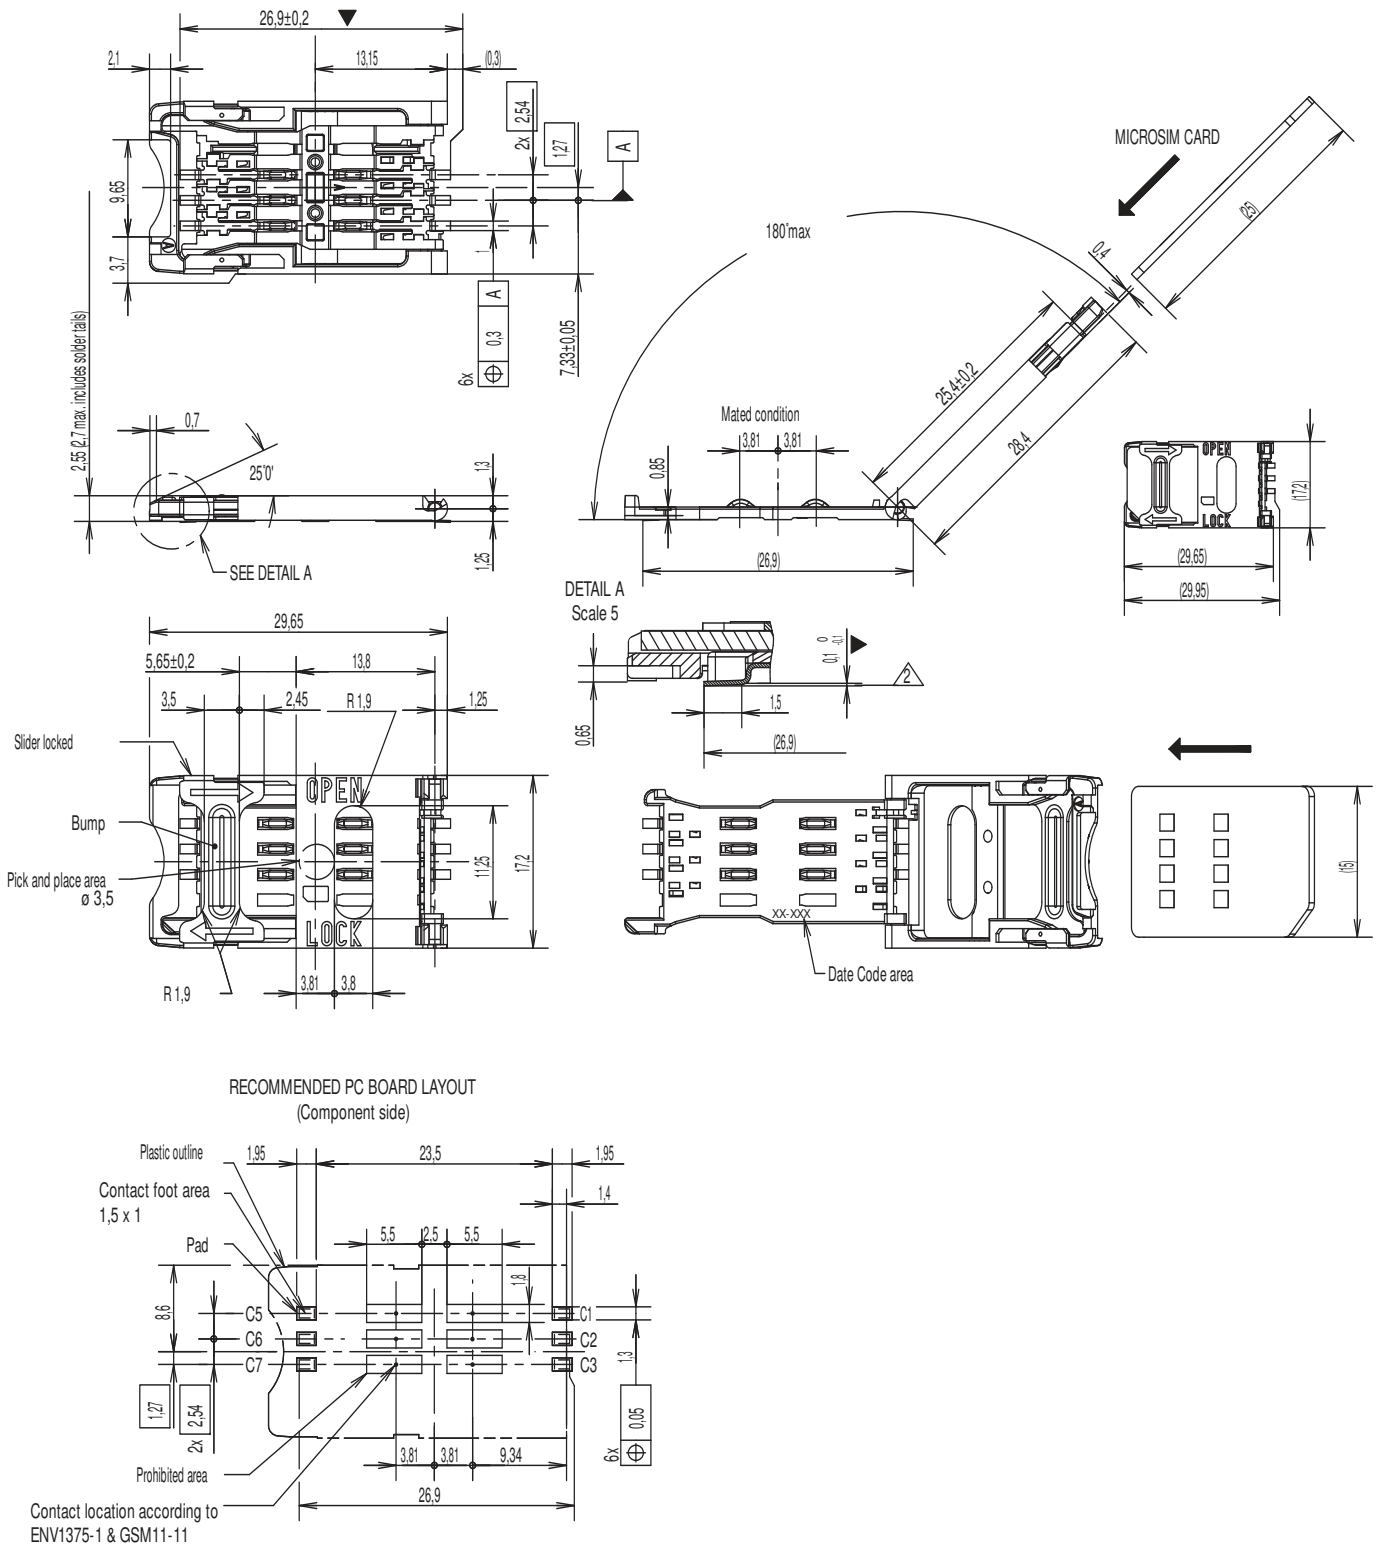 26,9±0,2
2,1
13,15
(0,3)
2x 2,54
1,27
A
9,65
3,7
1
A
0,3
6x
7,33±0,05
MICROSIM CARD
(25)
180°max
0,4
25,4±0,2
28,4
2,55 (2,7 max. includes solder tails)
0,7
25°0'
1,3
1,25
SEE DETAIL A
Mated condition
3,81
3,81
0,85
(26,9)
OPEN
LOCK
(17,2)
(29,65)
(29,95)
DETAIL A
Scale 5
0,1 0 -0,1
2
1,5
0,65
(26,9)
29,65
5,65±0,2
13,8
3,5
2,45
R 1,9
1,25
Slider locked
OPEN
Bump
11,25
17,2
Pick and place area
ø 3,5
LOCK
R 1,9
3,81
3,8
XX-XXX
Date Code area
(15)
RECOMMENDED PC BOARD LAYOUT
(Component side)
Plastic outline
1,95
23,5
1,95
Contact foot area
1,5 x 1
1,4
Pad
5,5
2,5
5,5
1,8
8,6
C5
C1
C6
C2
C7
C3
1,3
1,27
2x 2,54
6x
0,05
3,81
3,81
9,34
Prohibited area
26,9
Contact location according to
ENV1375-1 & GSM11-11